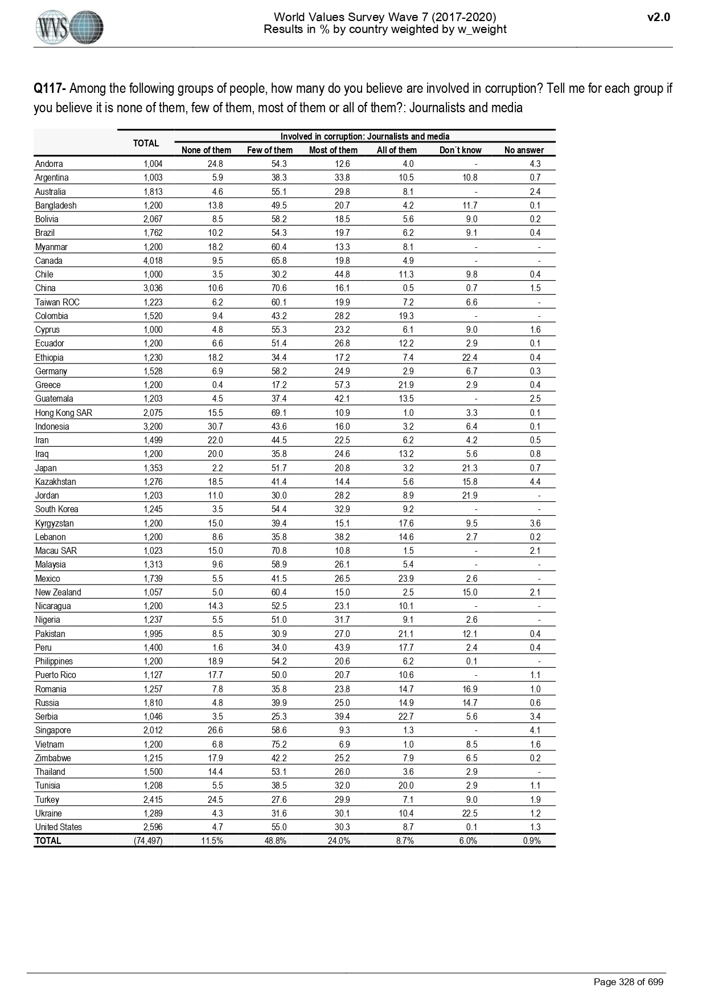 WVS
World Values Survey Wave 7 (2017-2020)
Results in % by country weighted by w_weight
v2.0
Q117- Among the following groups of people, how many do you believe are involved in corruption? Tell me for each group if
you believe it is none of them, few of them, most of them or all of them?: Journalists and media
TOTAL Involved in corruption: Journalists and media
None of them Few of them Most of them All of them Don´t know No answer
Andorra 1,004 24.8 54.3 12.6 4.0 - 4.3
Argentina 1,003 5.9 38.3 33.8 10.5 10.8 0.7
Australia 1,813 4.6 55.1 29.8 8.1 - 2.4
Bangladesh 1,200 13.8 49.5 20.7 4.2 11.7 0.1
Bolivia 2,067 8.5 58.2 18.5 5.6 9.0 0.2
Brazil 1,762 10.2 54.3 19.7 6.2 9.1 0.4
Myanmar 1,200 18.2 60.4 13.3 8.1 - -
Canada 4,018 9.5 65.8 19.8 4.9 - -
Chile 1,000 3.5 30.2 44.8 11.3 9.8 0.4
China 3,036 10.6 70.6 16.1 0.5 0.7 1.5
Taiwan ROC 1,223 6.2 60.1 19.9 7.2 6.6 -
Colombia 1,520 9.4 43.2 28.2 19.3 - -
Cyprus 1,000 4.8 55.3 23.2 6.1 9.0 1.6
Ecuador 1,200 6.6 51.4 26.8 12.2 2.9 0.1
Ethiopia 1,230 18.2 34.4 17.2 7.4 22.4 0.4
Germany 1,528 6.9 58.2 24.9 2.9 6.7 0.3
Greece 1,200 0.4 17.2 57.3 21.9 2.9 0.4
Guatemala 1,203 4.5 37.4 42.1 13.5 - 2.5
Hong Kong SAR 2,075 15.5 69.1 10.9 1.0 3.3 0.1
Indonesia 3,200 30.7 43.6 16.0 3.2 6.4 0.1
Iran 1,499 22.0 44.5 22.5 6.2 4.2 0.5
Iraq 1,200 20.0 35.8 24.6 13.2 5.6 0.8
Japan 1,353 2.2 51.7 20.8 3.2 21.3 0.7
Kazakhstan 1,276 18.5 41.4 14.4 5.6 15.8 4.4
Jordan 1,203 11.0 30.0 28.2 8.9 21.9 -
South Korea 1,245 3.5 54.4 32.9 9.2 - -
Kyrgyzstan 1,200 15.0 39.4 15.1 17.6 9.5 3.6
Lebanon 1,200 8.6 35.8 38.2 14.6 2.7 0.2
Macau SAR 1,023 15.0 70.8 10.8 1.5 - 2.1
Malaysia 1,313 9.6 58.9 26.1 5.4 - -
Mexico 1,739 5.5 41.5 26.5 23.9 2.6 -
New Zealand 1,057 5.0 60.4 15.0 2.5 15.0 2.1
Nicaragua 1,200 14.3 52.5 23.1 10.1 - -
Nigeria 1,237 5.5 51.0 31.7 9.1 2.6 -
Pakistan 1,995 8.5 30.9 27.0 21.1 12.1 0.4
Peru 1,400 1.6 34.0 43.9 17.7 2.4 0.4
Philippines 1,200 18.9 54.2 20.6 6.2 0.1 -
Puerto Rico 1,127 17.7 50.0 20.7 10.6 - 1.1
Romania 1,257 7.8 35.8 23.8 14.7 16.9 1.0
Russia 1,810 4.8 39.9 25.0 14.9 14.7 0.6
Serbia 1,046 3.5 25.3 39.4 22.7 5.6 3.4
Singapore 2,012 26.6 58.6 9.3 1.3 - 4.1
Vietnam 1,200 6.8 75.2 6.9 1.0 8.5 1.6
Zimbabwe 1,215 17.9 42.2 25.2 7.9 6.5 0.2
Thailand 1,500 14.4 53.1 26.0 3.6 2.9 -
Tunisia 1,208 5.5 38.5 32.0 20.0 2.9 1.1
Turkey 2,415 24.5 27.6 29.9 7.1 9.0 1.9
Ukraine 1,289 4.3 31.6 30.1 10.4 22.5 1.2
United States 2,596 4.7 55.0 30.3 8.7 0.1 1.3
TOTAL (74,497) 11.5% 48.8% 24.0% 8.7% 6.0% 0.9%
Page 328 of 699